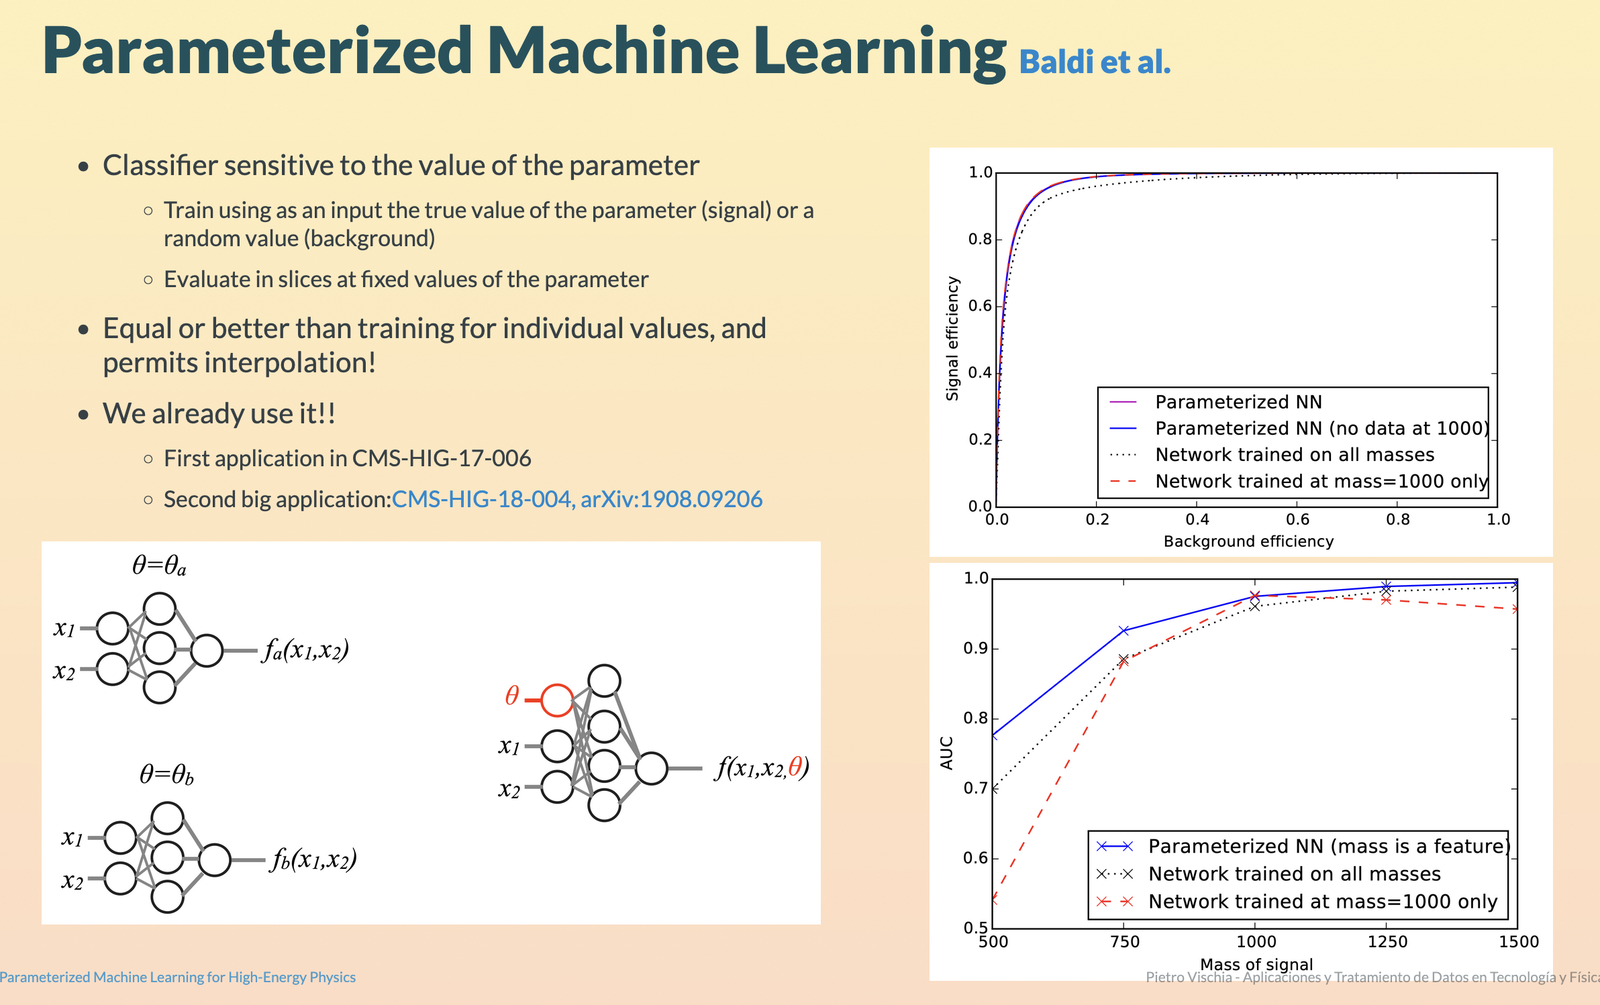 Parameterized Machine Learning Baldi et al.
• Classifier sensitive to the value of the parameter
○ Train using as an input the true value of the parameter (signal) or a
random value (background)
○ Evaluate in slices at fixed values of the parameter
• Equal or better than training for individual values, and
permits interpolation!
• We already use it!!
○ First application in CMS-HIG-17-006
○ Second big application:CMS-HIG-18-004, arXiv:1908.09206
θ=θa
x1
x2
fa(x1,x2)
θ=θb
x1
x2
fb(x1,x2)
θ
x1
x2
f(x1,x2,θ)
1.0
0.8
0.6
0.4
0.2
0.0
Signal efficiency
Parameterized NN
Parameterized NN (no data at 1000)
Network trained on all masses
Network trained at mass=1000 only
0.0 0.2 0.4 0.6 0.8 1.0
Background efficiency
1.0
0.9
0.8
0.7
0.6
0.5
AUC
Parameterized NN (mass is a feature)
Network trained on all masses
Network trained at mass=1000 only
500 750 1000 1250 1500
Mass of signal
Parameterized Machine Learning for High-Energy Physics
Pietro Vischia - Aplicaciones y Tratamiento de Datos en Tecnología y Física